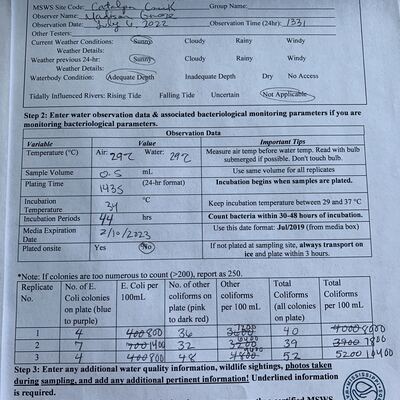 MSWS Site Code: Catalpa Creek Group Name:
Observer Name: Madison
Observation Date: July 6, 2022 Observation Time (24hr): 1331
Other Testers:
Current Weather Conditions: Sunny Cloudy Rainy Windy
Weather Details:
Weather previous 24-hr: Sunny Cloudy Rainy Windy
Weather Details:
Waterbody Condition: Adequate Depth Inadequate Depth Dry No Access
Tidally Influenced Rivers: Rising Tide Falling Tide Uncertain Not Applicable
Step 2: Enter water observation data & associated bacteriological monitoring parameters if you are
monitoring bacteriological parameters.
Observation Data
Variable Value Important Tips
Temperature (°C) Air: 29°C Water: 29°C Measure air temp before water temp. Read with bulb
submerged if possible. Don't touch bulb.
Sample Volume 0.5 mL Use same volume for all replicates
Plating Time 1435 (24-hr format) Incubation begins when samples are plated.
Incubation
Temperature 34 °C Keep incubation temperature between 29 and 37 °C
Incubation Periods 44 hrs Count bacteria within 30-48 hours of incubation.
Media Expiration
Date 2/10/2023 Use this date format: Jul/2019 (from media box)
Plated onsite Yes No If not plated at sampling site, always transport on
ice and plate within 3 hours.
*Note: If colonies are too numerous to count (>200), report as 250.
Replicate
No. No. of E.
Coli colonies
on plate (blue
to purple) E. Coli per
100mL No. of other
coliforms on
plate (pink
to dark red) Other
coliforms
per 100 mL Total
Coliforms
(all colonies
on plate) Total
Coliforms
per 100 mL
1 4 400 800 36 3600 40 4000 8000
2 7 700 1400 32 3200 6400 39 3900 7800
3 4 400 800 48 4800 52 5200 10400
Step 3: Enter any additional water quality information, wildlife sightings, photos taken
during sampling, and add any additional pertinent information! Underlined information
is required.